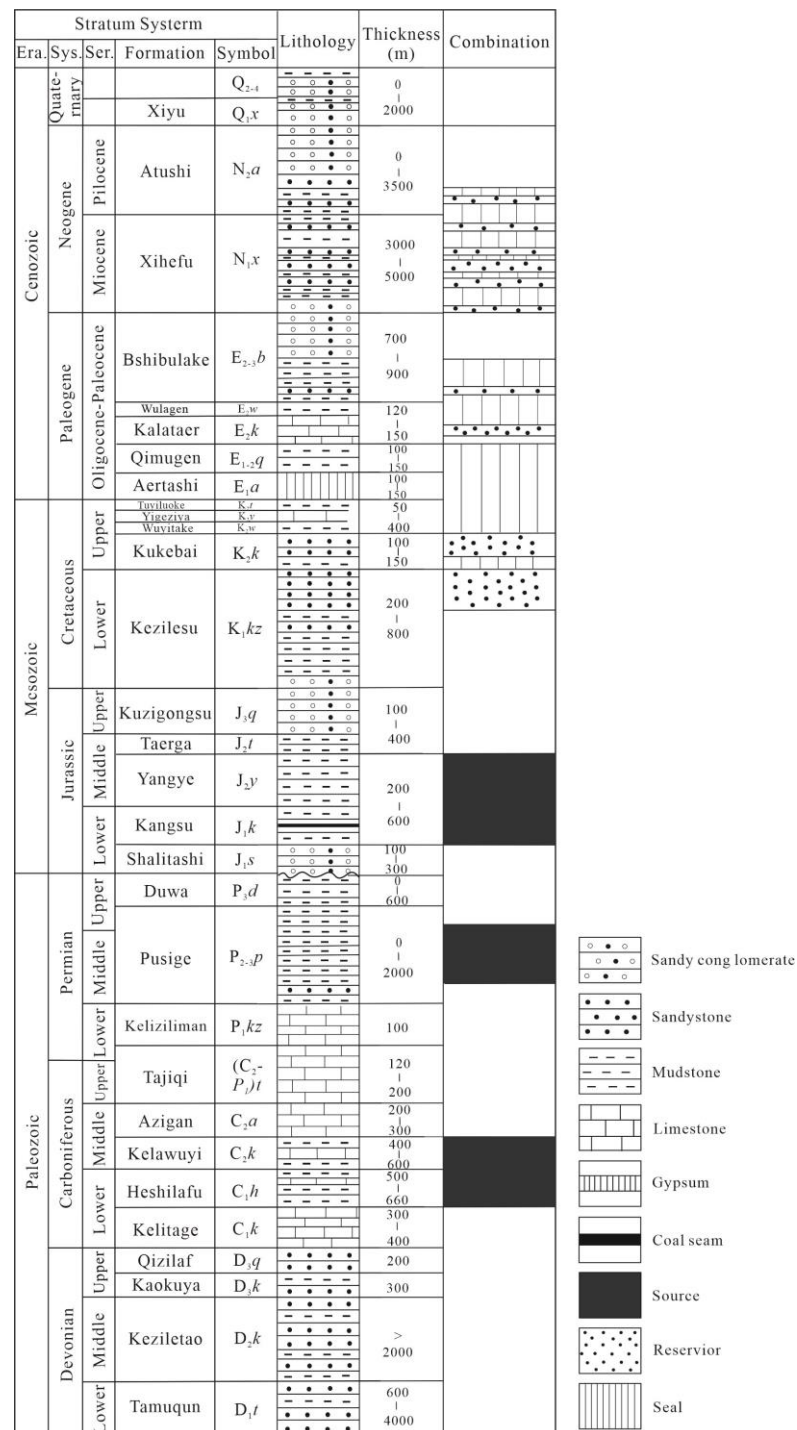 Stratum Systerm
Lithology
Thickness
(m)
Combination
Era. Sys. Ser. Formation Symbol
Cenozoic
Quate-
rnary
Q₂₋₄
0
|
2000
Xiyu Q₁x
Neogene
Pilocene
Atushi N₂a
0
|
3500
Miocene
Xihefu N₁x
3000
|
5000
Paleogene
Oligocene-Paleocene
Bshibulake E₂₋₃b
700
|
900
Wulagen E₂w
120
|
150
Kalataer E₂k
Qimugen E₁₋₂q
100
|
150
Aertashi E₁a
100
|
150
Mcsozoic
Cretaceous
Upper
Tuyiluoke K₂t
50
|
400
Yigeziya K₂y
Wuyitake K₂w
Kukebai K₂k
100
|
150
Lower
Kezilesu K₁kz
200
|
800
Jurassic
Upper
Kuzigongsu J₃q
100
|
400
Middle
Taerga J₂t
Yangye J₂y
200
|
600
Lower
Kangsu J₁k
Shalitashi J₁s
100
|
300
Paleozoic
Permian
Upper
Duwa P₃d
0
|
600
Middle
Pusige P₂₋₃p
0
|
2000
Lower
Keliziliman P₁kz 100
Carboniferous
Upper
Tajiqi
(C₂-
P₁)t
120
|
200
Middle
Azigan C₂a
200
|
300
Kelawuyi C₂k
400
|
600
Lower
Heshilafu C₁h
500
|
660
Kelitage C₁k
300
|
400
Devonian
Upper
Qizilaf D₃q 200
Kaokuya D₃k 300
Middle
Keziletao D₂k
>
2000
Lower
Tamuqun D₁t
600
|
4000
Sandy cong lomerate
Sandystone
Mudstone
Limestone
Gypsum
Coal seam
Source
Reservior
Seal